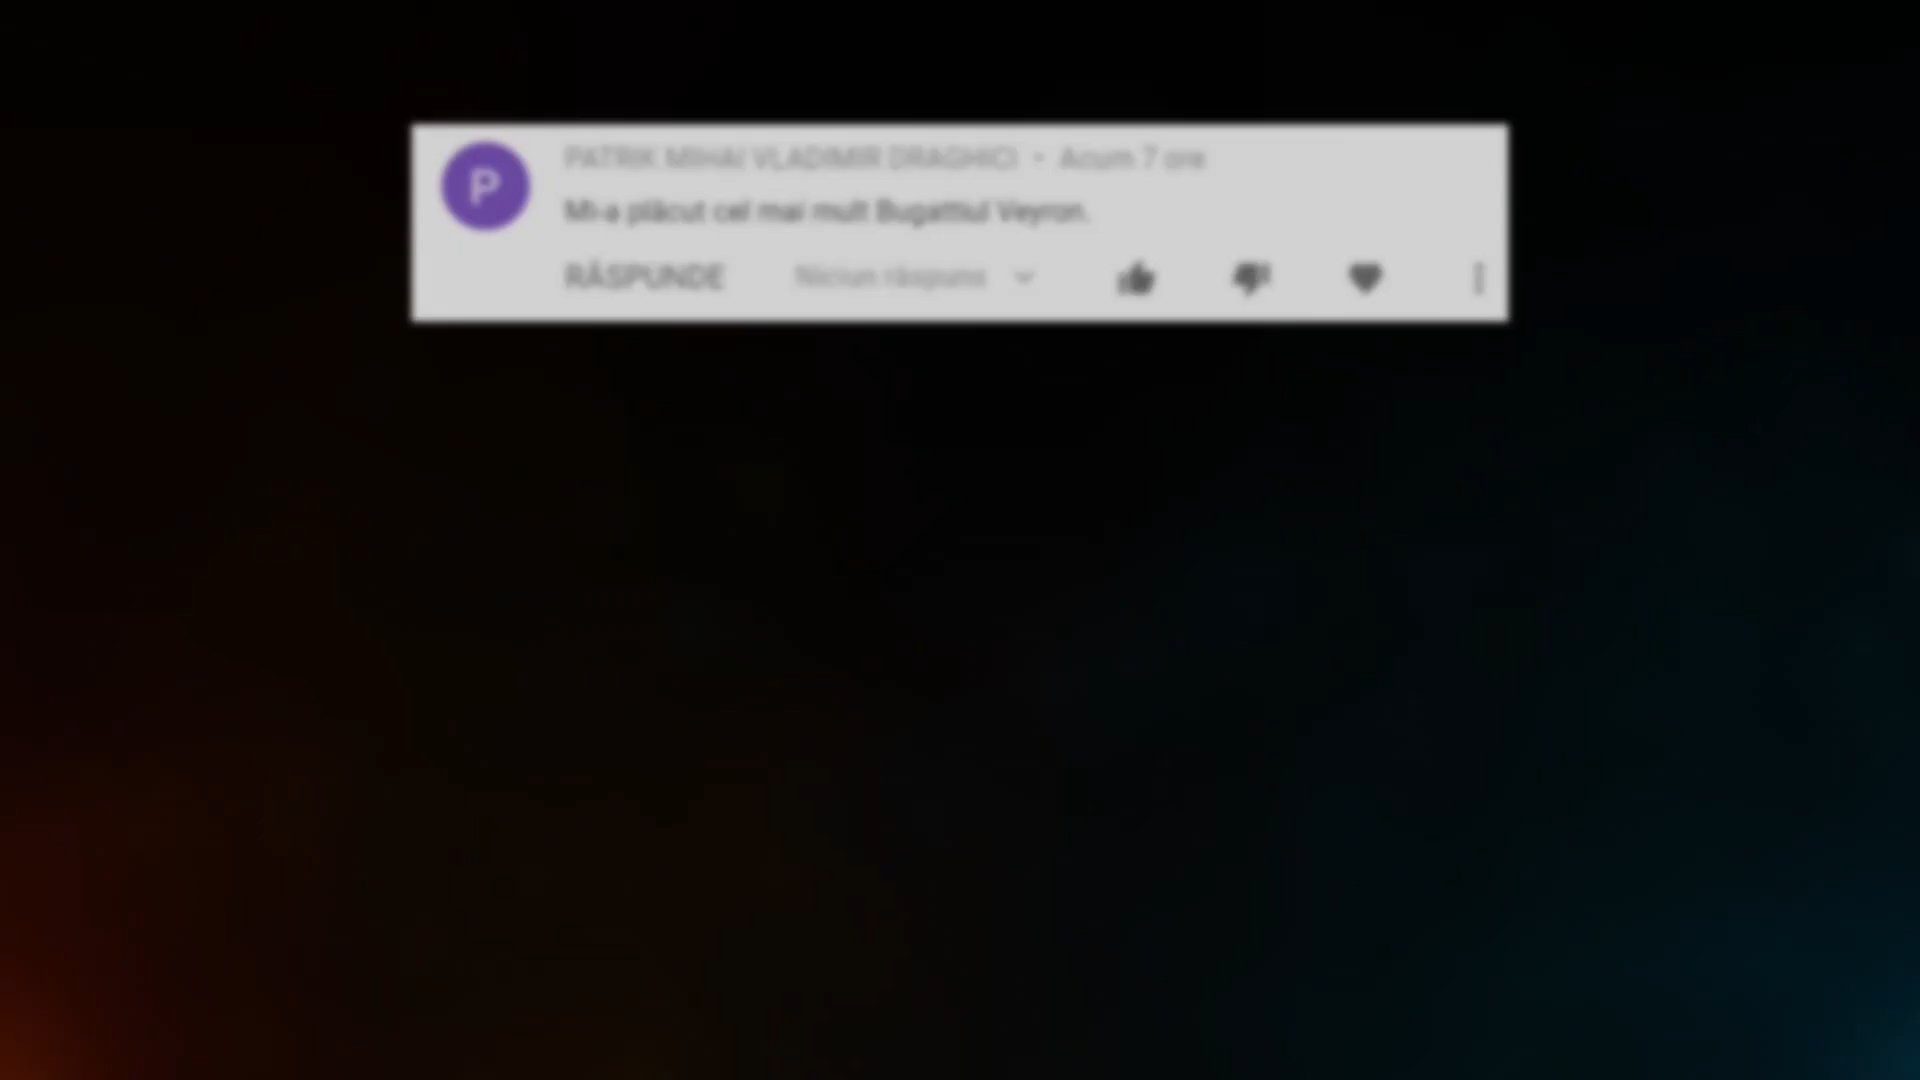 P
PATRIK MIHAI VLADIMIR DRAGHICI • Acum 7 ore
Mi-a plăcut cel mai mult Bugattiul Veyron.
RĂSPUNDE Niciun răspuns